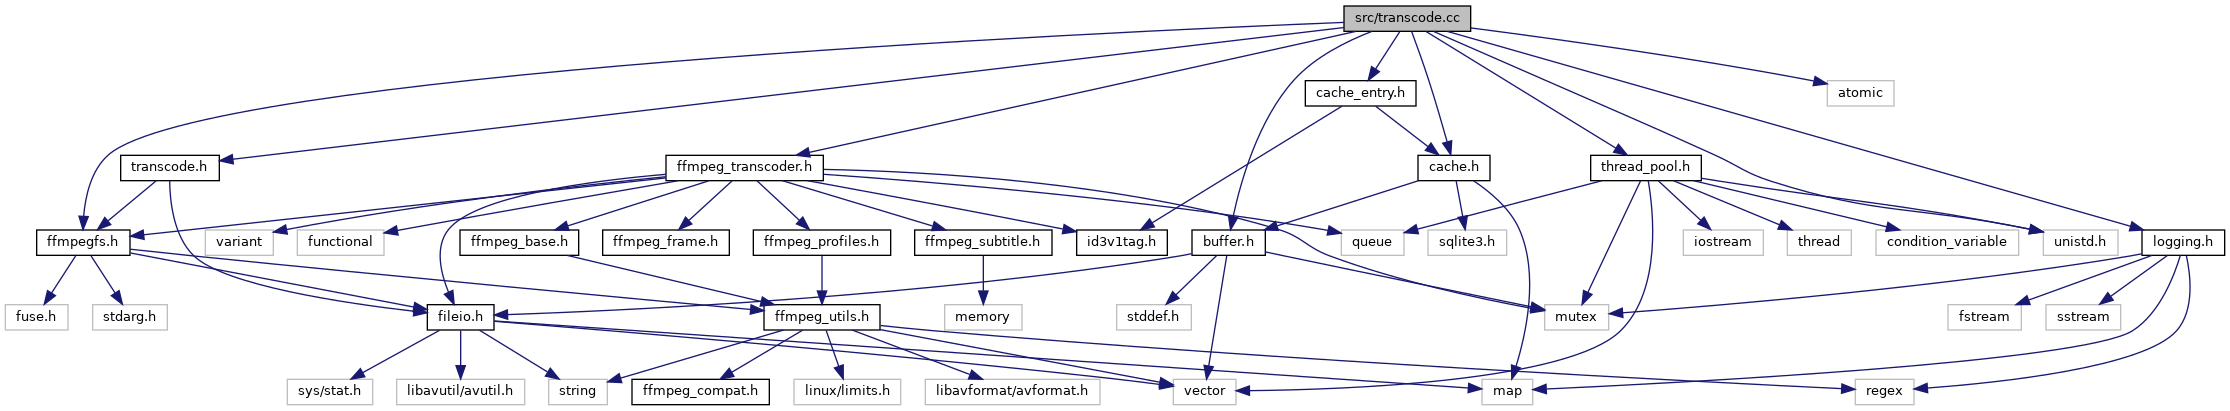 src/transcode.cc
cache_entry.h
atomic
transcode.h
ffmpeg_transcoder.h
cache.h
thread_pool.h
ffmpegfs.h
variant
functional
ffmpeg_base.h
ffmpeg_frame.h
ffmpeg_profiles.h
ffmpeg_subtitle.h
id3v1tag.h
buffer.h
queue
sqlite3.h
iostream
thread
condition_variable
unistd.h
logging.h
fuse.h
stdarg.h
fileio.h
ffmpeg_utils.h
memory
stddef.h
mutex
fstream
sstream
sys/stat.h
libavutil/avutil.h
string
ffmpeg_compat.h
linux/limits.h
libavformat/avformat.h
vector
map
regex